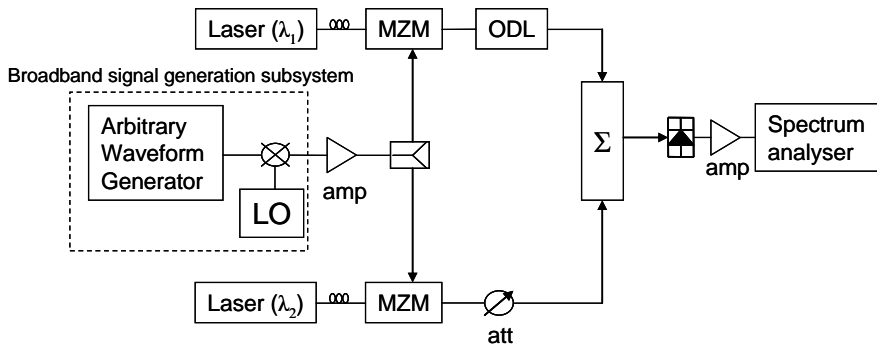 Laser (λ1)
MZM
ODL
Broadband signal generation subsystem
Arbitrary
Waveform
Generator
LO
amp
Σ
amp
Spectrum
analyser
Laser (λ2)
MZM
att